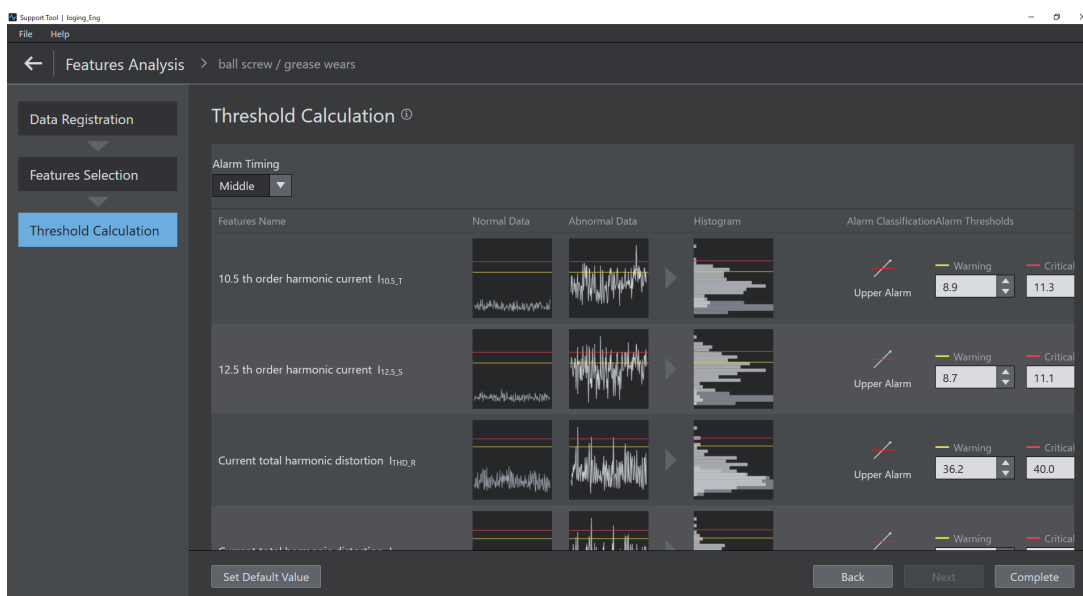 Support Tool | loging_Eng
File Help
Features Analysis > ball screw / grease wears
Data Registration
Features Selection
Threshold Calculation
Threshold Calculation
Alarm Timing
Middle
Features Name Normal Data Abnormal Data Histogram Alarm Classification Alarm Thresholds
10.5 th order harmonic current I10.5_T
Upper Alarm
Warning Critical
8.9 11.3
12.5 th order harmonic current I12.5_S
Upper Alarm
Warning Critical
8.7 11.1
Current total harmonic distortion ITHD_R
Upper Alarm
Warning Critical
36.2 40.0
Warning Critical
Set Default Value Back Next Complete